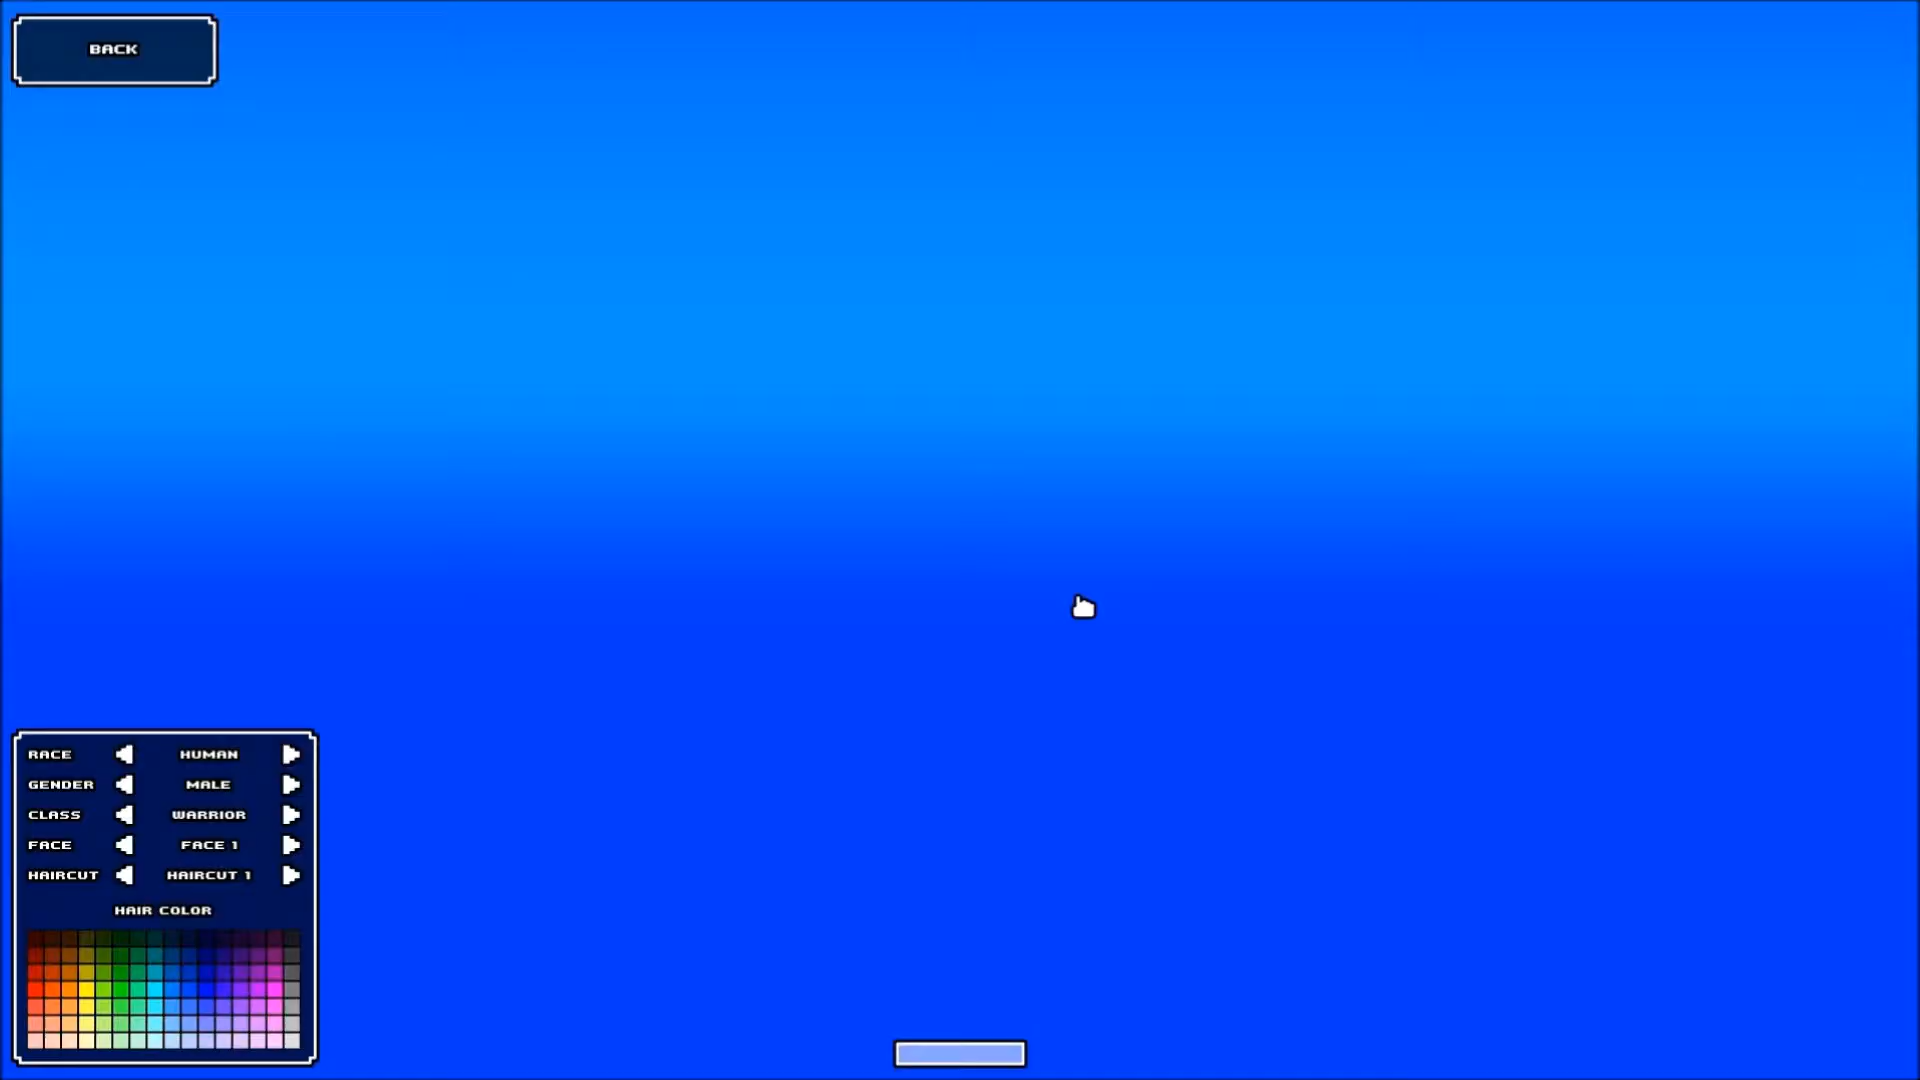 BACK
RACE HUMAN
GENDER MALE
CLASS WARRIOR
FACE FACE 1
HAIRCUT HAIRCUT 1
HAIR COLOR